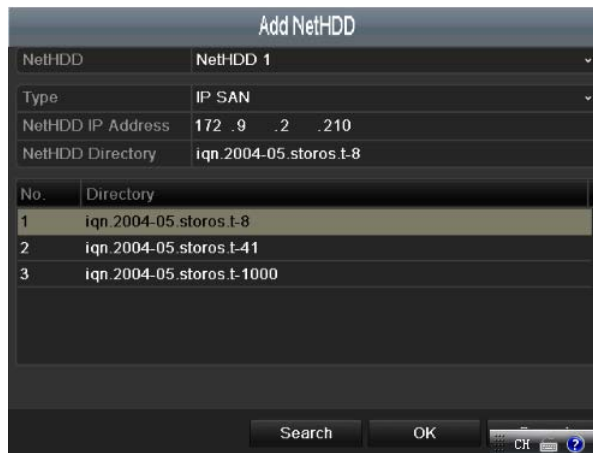 Add NetHDD
NetHDD NetHDD 1
Type IP SAN
NetHDD IP Address 172 .9 .2 .210
NetHDD Directory iqn.2004-05.storos.t-8
No. Directory
1 iqn.2004-05.storos.t-8
2 iqn.2004-05.storos.t-41
3 iqn.2004-05.storos.t-1000
Search OK
CH ?